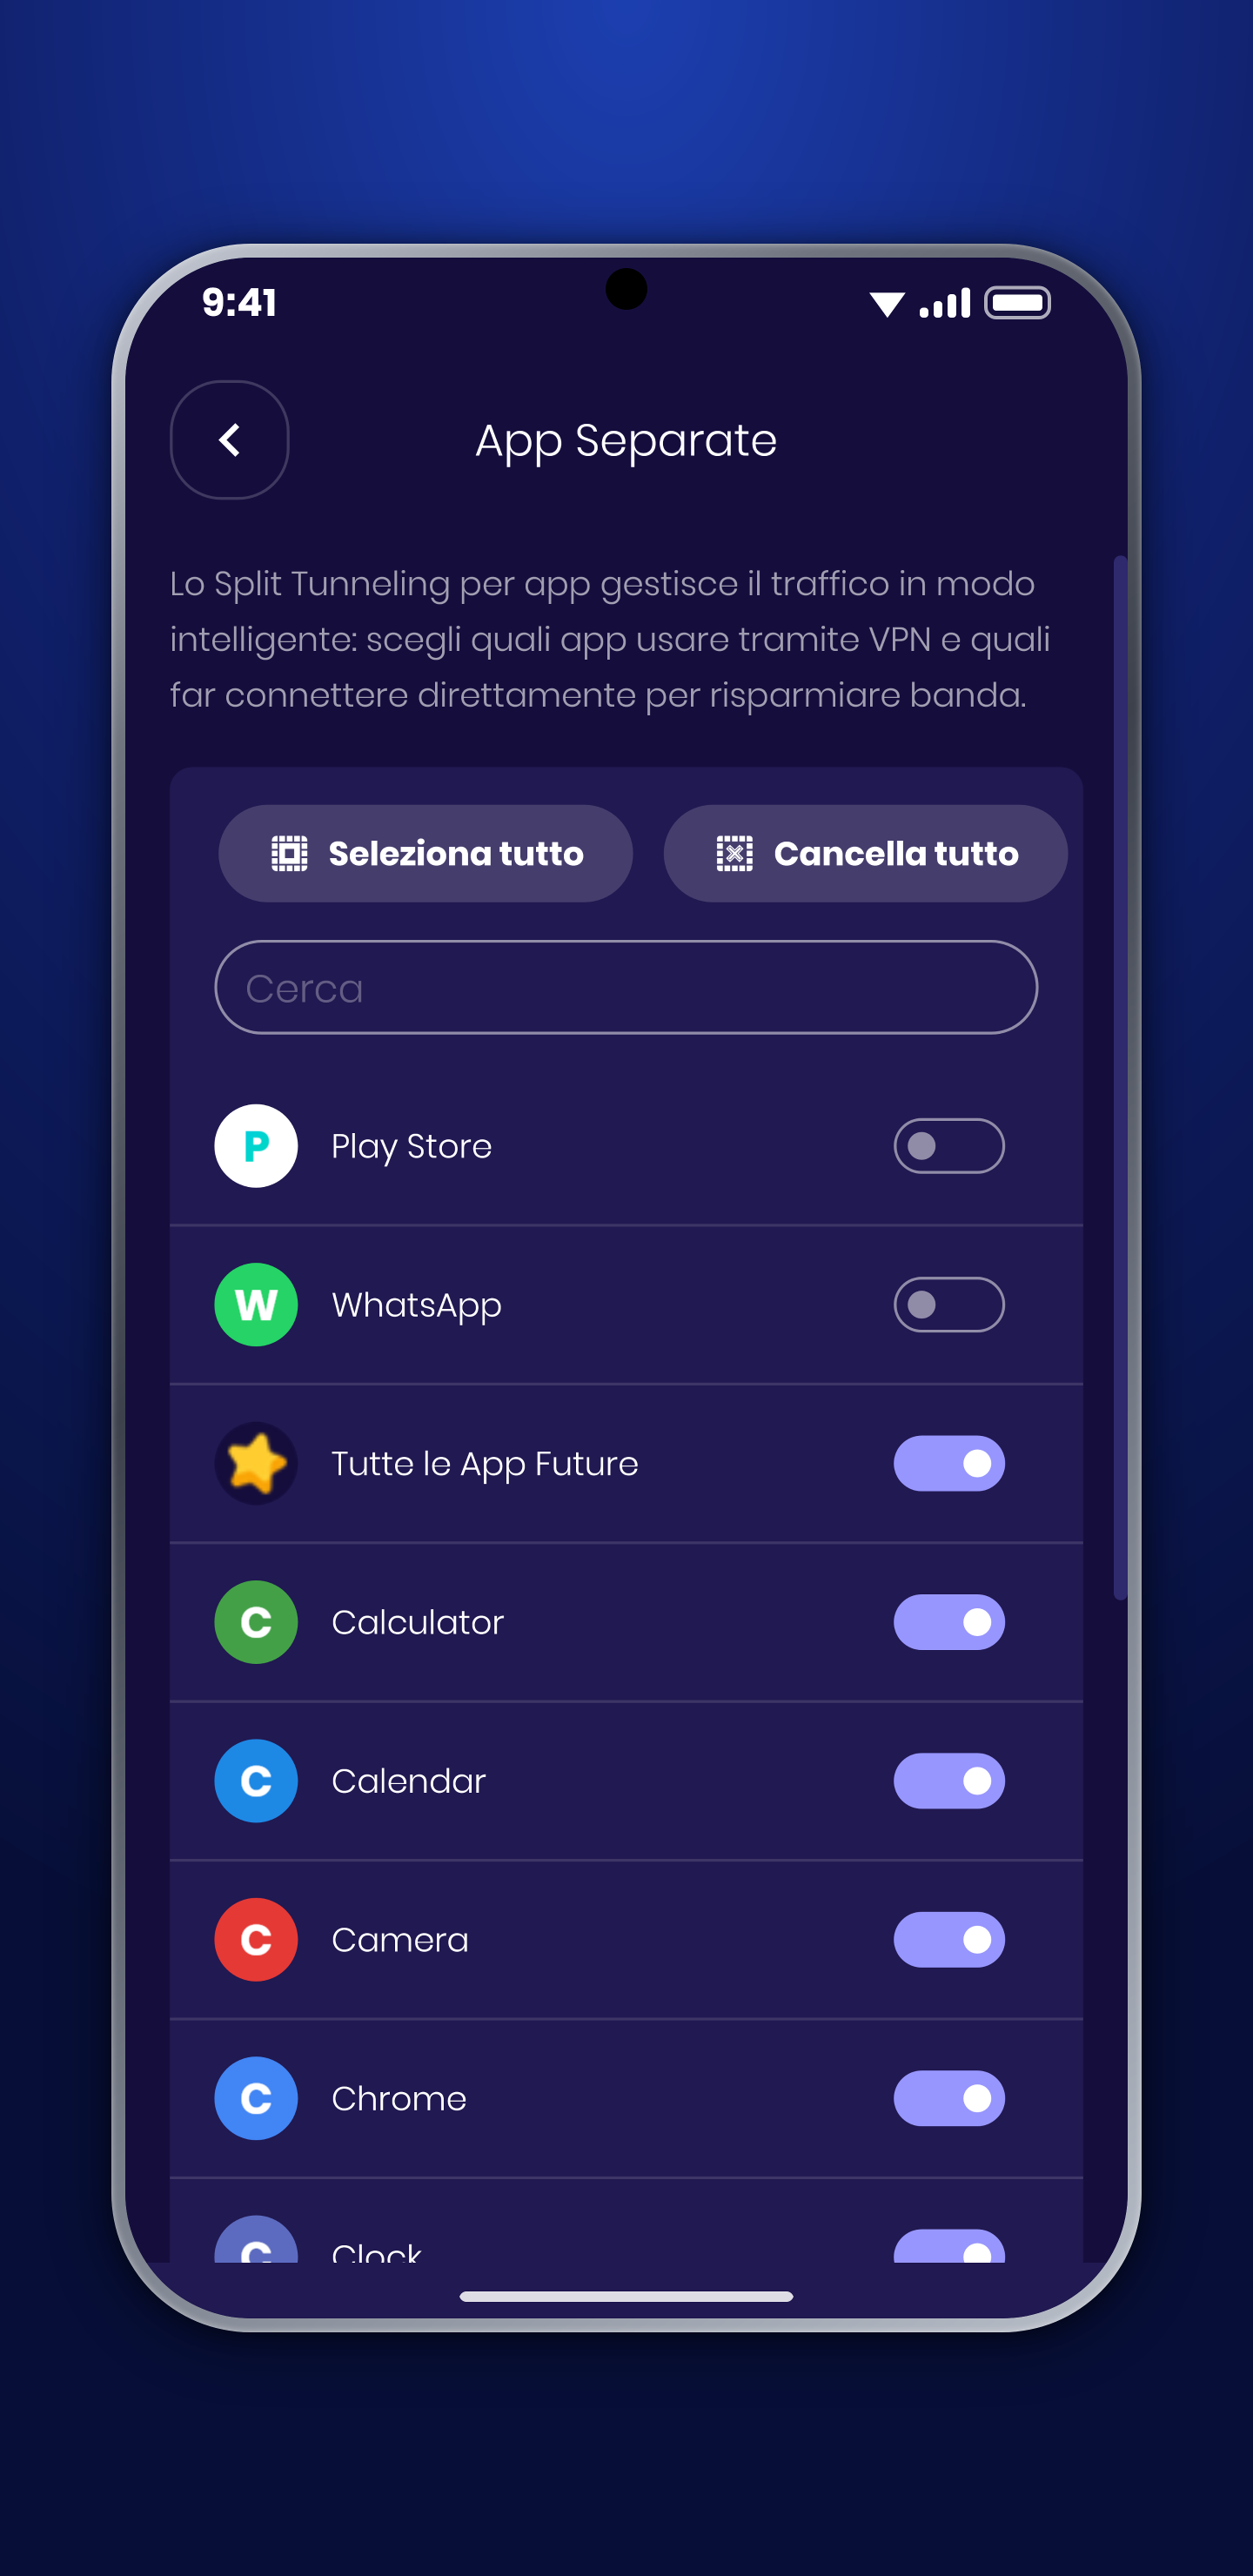 9:41
App Separate
Lo Split Tunneling per app gestisce il traffico in modo
intelligente: scegli quali app usare tramite VPN e quali
far connettere direttamente per risparmiare banda.
Seleziona tutto
Cancella tutto
Cerca
P Play Store
W WhatsApp
Tutte le App Future
C Calculator
C Calendar
C Camera
C Chrome
C Clock